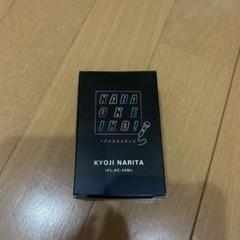 KARA
OKE
IKO!
FRAGRANCE
KYOJI NARITA
1FL.OZ-30ML